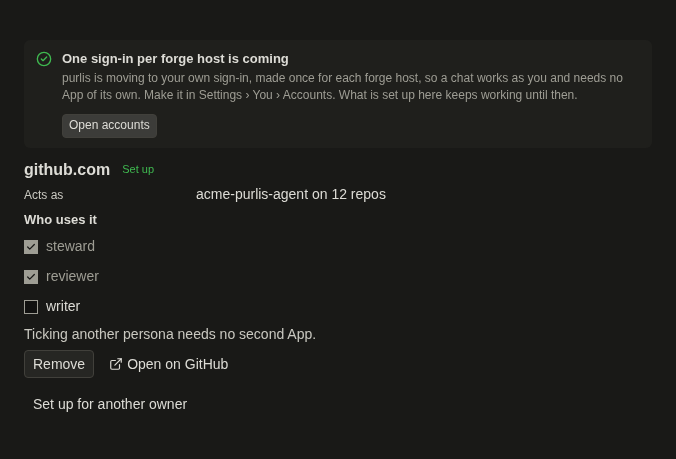 One sign-in per forge host is coming
purlis is moving to your own sign-in, made once for each forge host, so a chat works as you and needs no
App of its own. Make it in Settings › You › Accounts. What is set up here keeps working until then.
Open accounts
github.com Set up
Acts as acme-purlis-agent on 12 repos
Who uses it
steward
reviewer
writer
Ticking another persona needs no second App.
Remove Open on GitHub
Set up for another owner